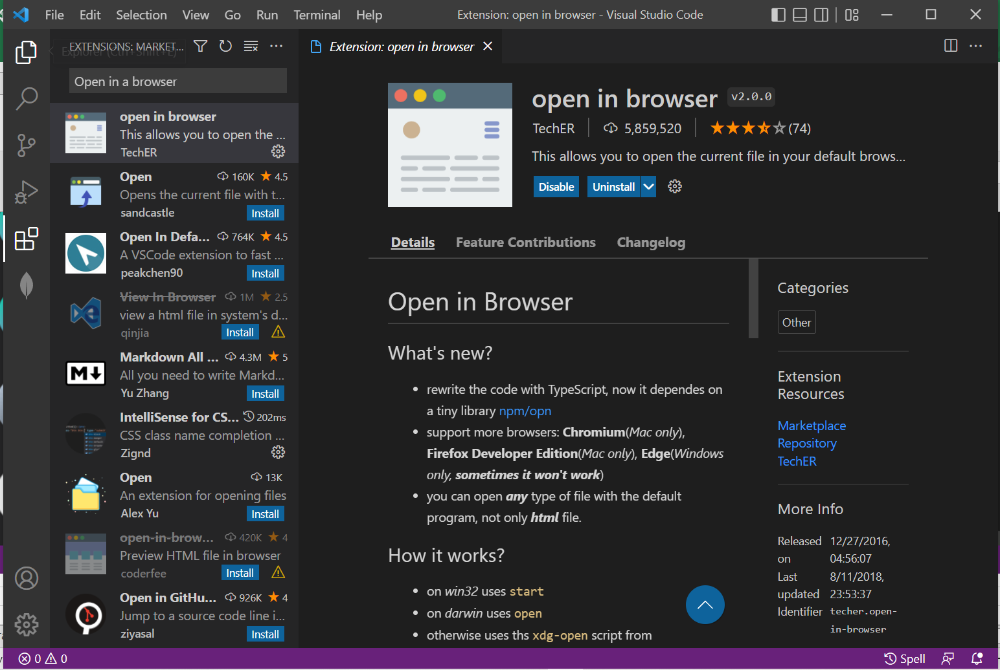 File Edit Selection View Go Run Terminal Help
Extension: open in browser - Visual Studio Code
EXTENSIONS: MARKET...
Explorer (Ctrl+Shift+E)
Open in a browser
open in browser
This allows you to open the ...
TechER
Open 160K 4.5
Opens the current file with t...
sandcastle Install
Open In Defa... 764K 4.5
A VSCode extension to fast ...
peakchen90 Install
View In Browser 1M 2.5
view a html file in system's d...
qinjia Install
Markdown All ... 4.3M 5
All you need to write Markd...
Yu Zhang Install
M
IntelliSense for CS... 202ms
CSS class name completion ...
Zignd
Open 13K
An extension for opening files
Alex Yu Install
open-in-brow... 420K 4
Preview HTML file in browser
coderfee Install
Open in GitHu... 926K 4
Jump to a source code line i...
ziyasal Install
Extension: open in browser
open in browser v2.0.0
TechER 5,859,520 (74)
This allows you to open the current file in your default brows...
Disable Uninstall
Details Feature Contributions Changelog
Open in Browser
What's new?
• rewrite the code with TypeScript, now it dependes on
a tiny library npm/opn
• support more browsers: Chromium(Mac only),
Firefox Developer Edition(Mac only), Edge(Windows
only, sometimes it won't work)
• you can open any type of file with the default
program, not only html file.
How it works?
• on win32 uses start
• on darwin uses open
• otherwise uses ths xdg-open script from
Categories
Other
Extension
Resources
Marketplace
Repository
TechER
More Info
Released on 12/27/2016, 04:56:07
Last updated 8/11/2018, 23:53:37
Identifier techer.open-in-browser
0 0
Spell